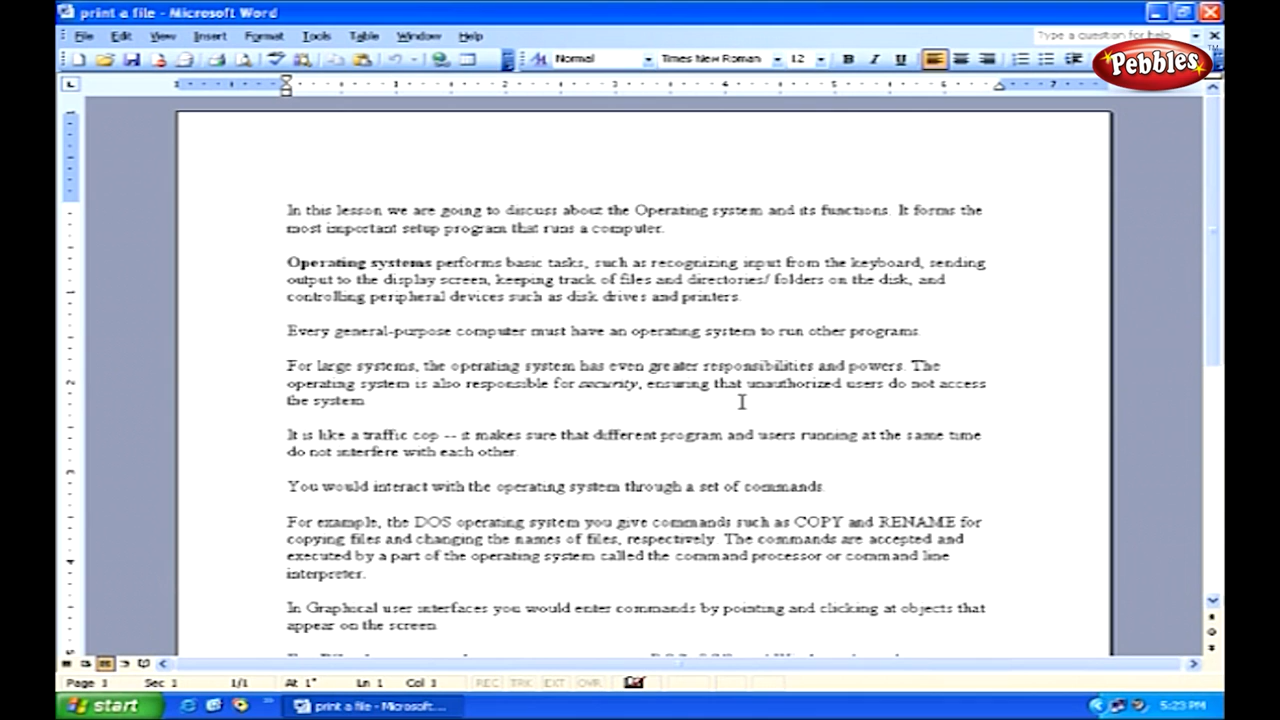 print a file - Microsoft Word
File Edit View Insert Format Tools Table Window Help
Type a question for help
Normal Times New Roman 12 B I U
Pebbles
TM
In this lesson we are going to discuss about the Operating system and its functions. It forms the
most important setup program that runs a computer.
Operating systems performs basic tasks, such as recognizing input from the keyboard, sending
output to the display screen, keeping track of files and directories/ folders on the disk, and
controlling peripheral devices such as disk drives and printers.
Every general-purpose computer must have an operating system to run other programs.
For large systems, the operating system has even greater responsibilities and powers. The
operating system is also responsible for security, ensuring that unauthorized users do not access
the system.
It is like a traffic cop -- it makes sure that different program and users running at the same time
do not interfere with each other.
You would interact with the operating system through a set of commands.
For example, the DOS operating system you give commands such as COPY and RENAME for
copying files and changing the names of files, respectively. The commands are accepted and
executed by a part of the operating system called the command processor or command line
interpreter.
In Graphical user interfaces you would enter commands by pointing and clicking at objects that
appear on the screen.
Page 1 Sec 1 1/1 At 1" Ln 1 Col 1 REC TRK EXT OVR
start print a file - Microsoft... 5:23 PM